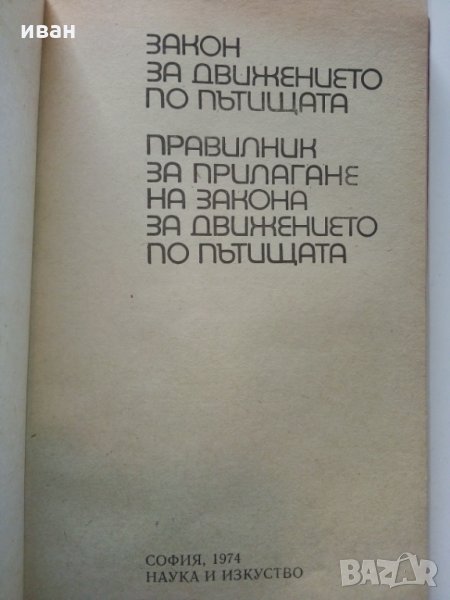 иван
ЗАКОН
ЗА ДВИЖЕНИЕТО
ПО ПЪТИЩАТА
ПРАВИЛНИК
ЗА ПРИЛАГАНЕ
НА ЗАКОНА
ЗА ДВИЖЕНИЕТО
ПО ПЪТИЩАТА
СОФИЯ, 1974
НАУКА И ИЗКУСТВО
BAZAR